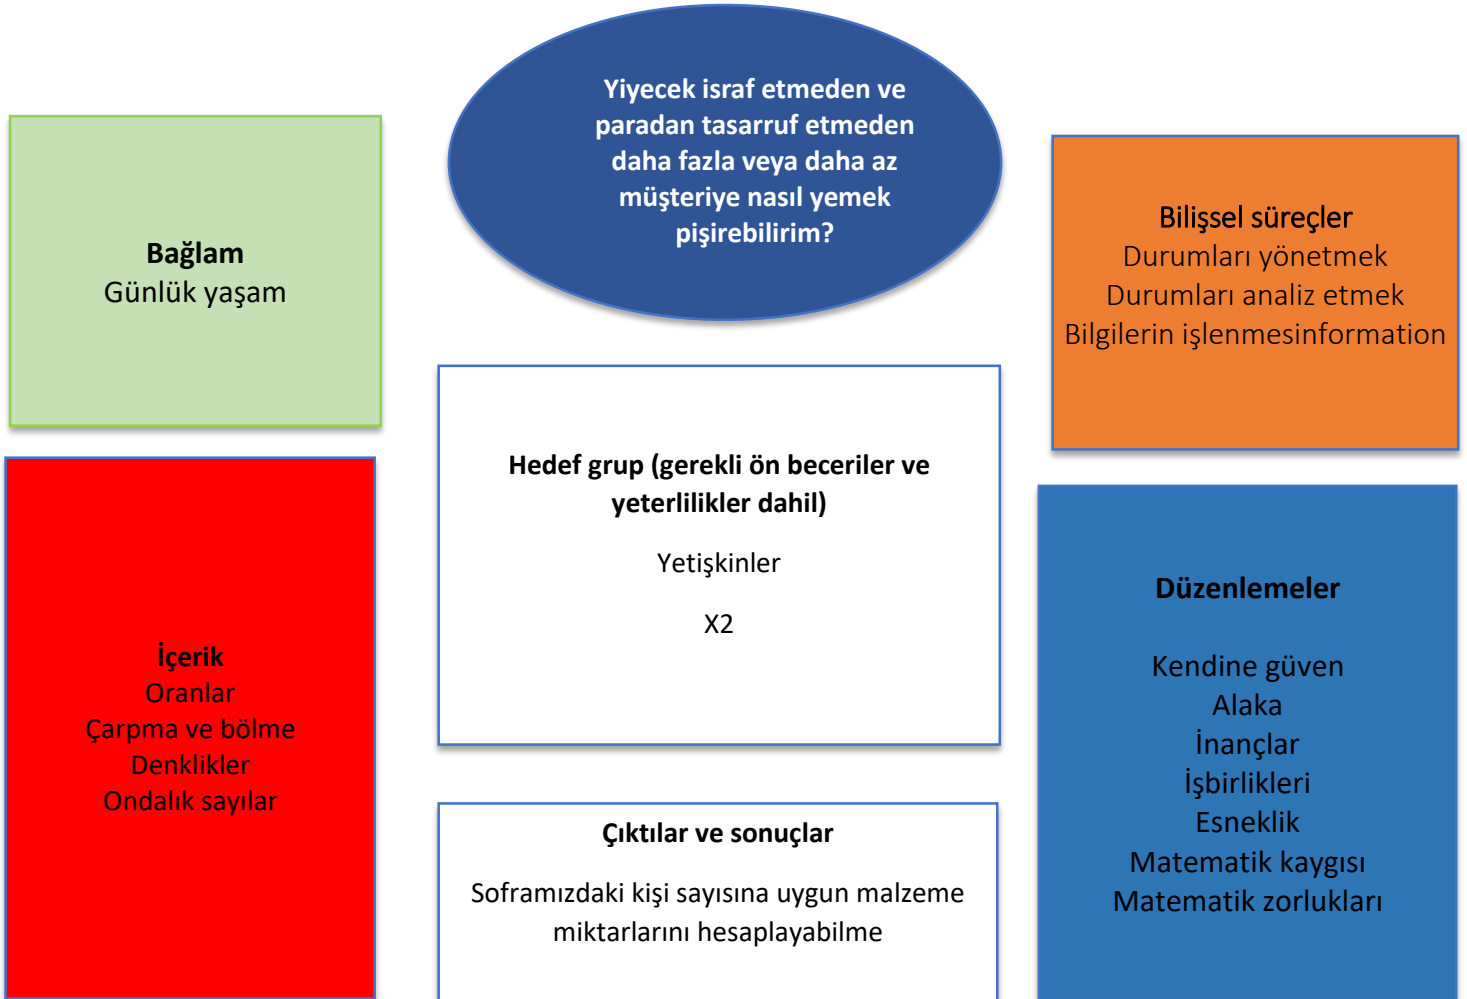 Yiyecek israf etmeden ve
paradan tasarruf etmeden
daha fazla veya daha az
müşteriye nasıl yemek
pişirebilirim?
Bağlam
Günlük yaşam
Bilişsel süreçler
Durumları yönetmek
Durumları analiz etmek
Bilgilerin işlenmesinformation
Hedef grup (gerekli ön beceriler ve
yeterlilikler dahil)
Yetişkinler
X2
İçerik
Oranlar
Çarpma ve bölme
Denklikler
Ondalık sayılar
Düzenlemeler
Kendine güven
Alaka
İnançlar
İşbirlikleri
Esneklik
Matematik kaygısı
Matematik zorlukları
Çıktılar ve sonuçlar
Soframızdaki kişi sayısına uygun malzeme
miktarlarını hesaplayabilme